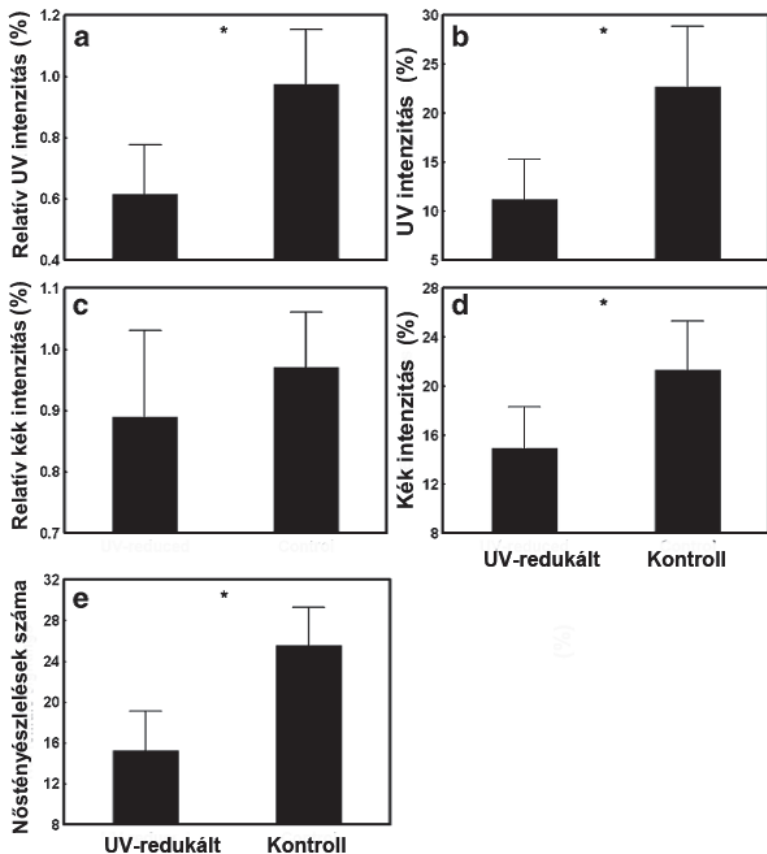 a
*
Relatív UV intenzitás (%)
1.2
1.0
0.8
0.6
0.4
b
*
UV intenzitás (%)
30
25
20
15
10
5
c
Relatív kék intenzitás (%)
1.1
1.0
0.9
0.8
0.7
UV-reduced
Control
d
*
Kék intenzitás (%)
28
24
20
16
12
8
UV-redukált Kontroll
e
*
Nőstényészlelések száma
32
28
24
20
16
12
8
UV-redukált Kontroll
(%)